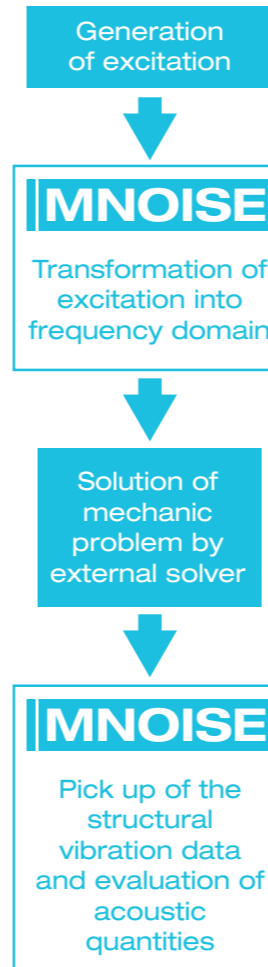 Generation
of excitation
MNOISE
Transformation of
excitation into
frequency domain
Solution of
mechanic
problem by
external solver
MNOISE
Pick up of the
structural
vibration data
and evaluation of
acoustic
quantities